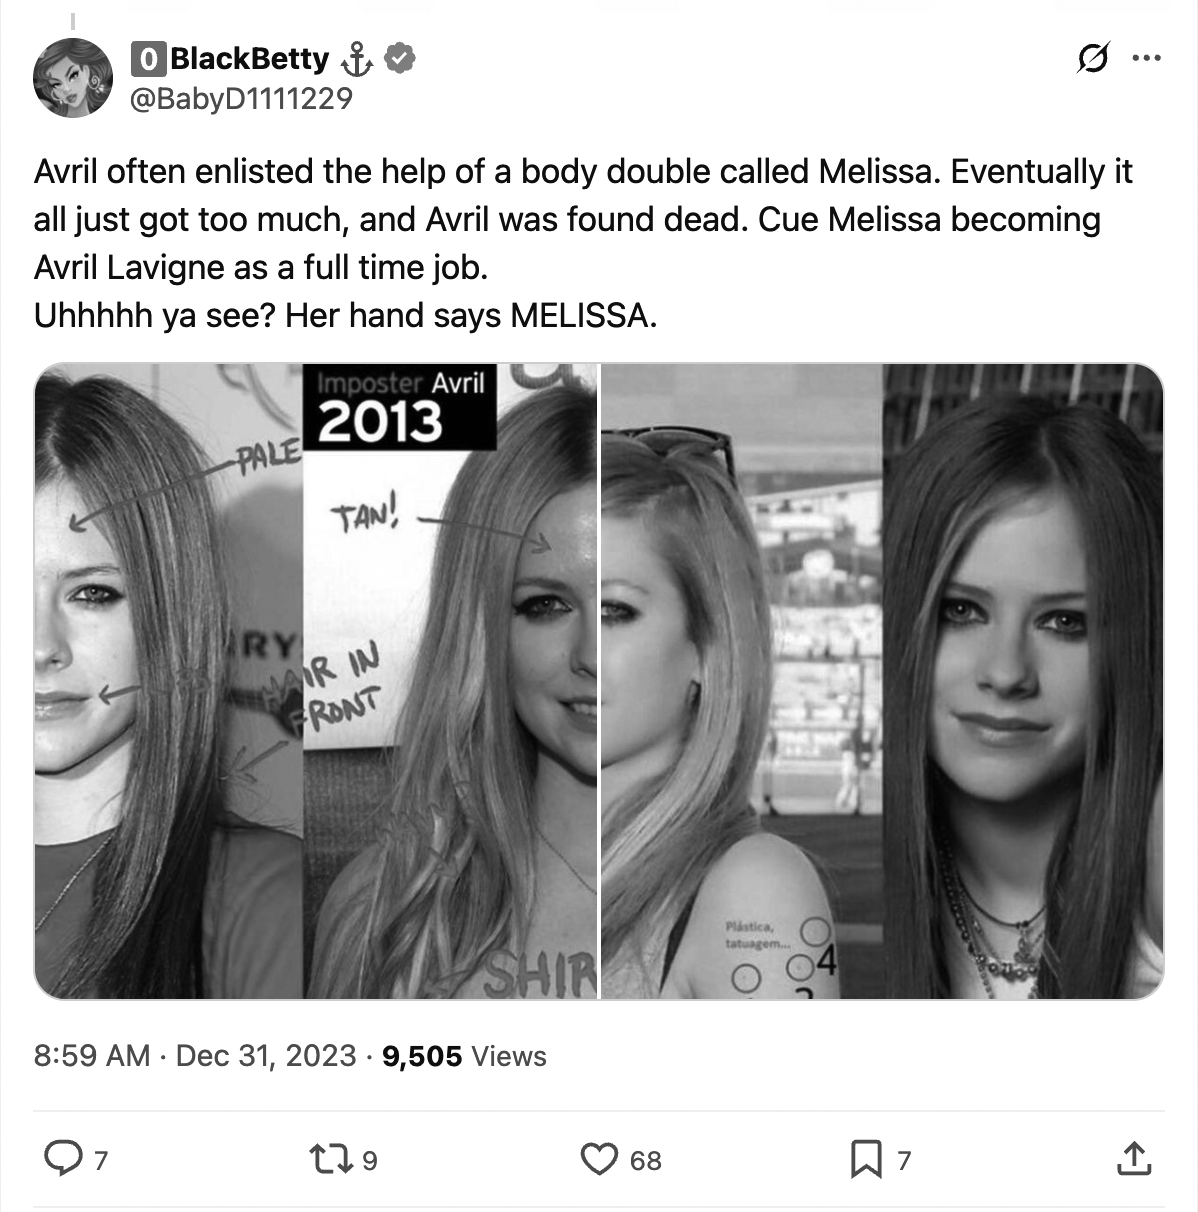 0 BlackBetty
@BabyD1111229
Avril often enlisted the help of a body double called Melissa. Eventually it
all just got too much, and Avril was found dead. Cue Melissa becoming
Avril Lavigne as a full time job.
Uhhhhh ya see? Her hand says MELISSA.
Imposter Avril
2013
PALE
TAN!
RY
HAIR IN
FRONT
SHIR
Plástica,
tatuagem...
4
8:59 AM · Dec 31, 2023 · 9,505 Views
7
9
68
7